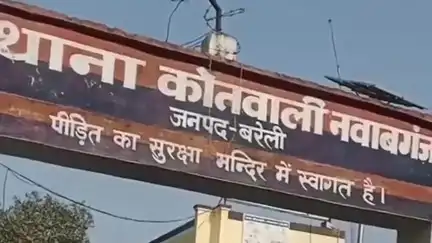 थाना कोतवाली नवाबगंज
जनपद-बरेली
पीड़ित का सुरक्षा मन्दिर में स्वागत है।